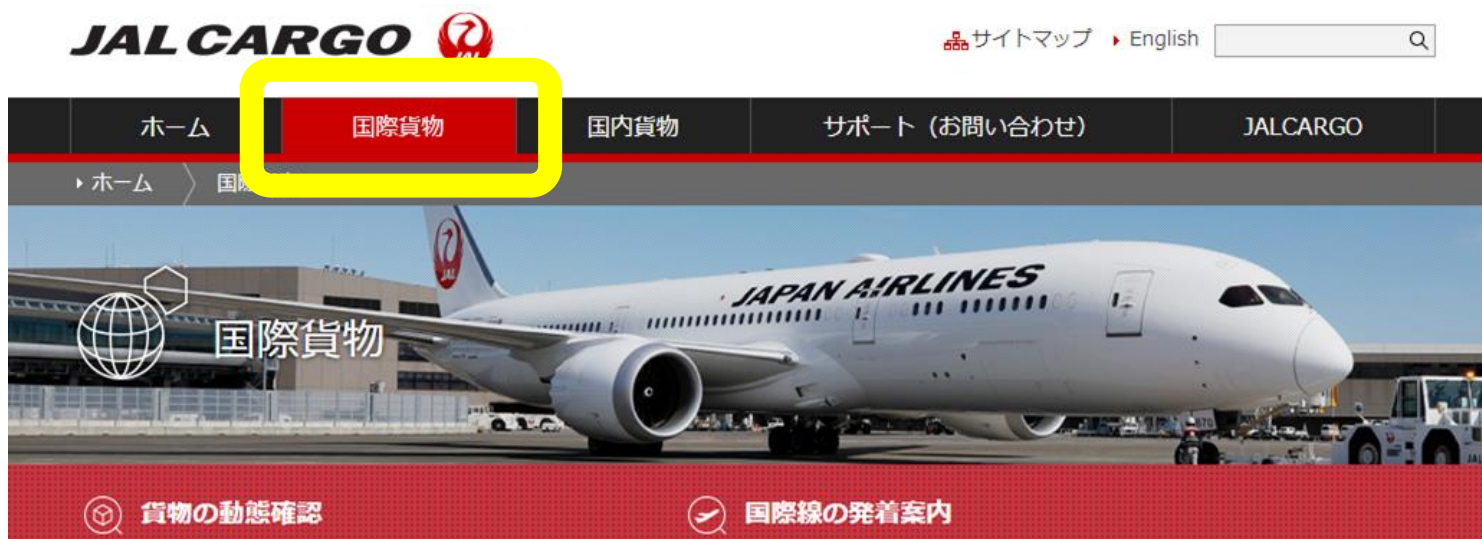 JAL CARGO JAL
サイトマップ English
ホーム 国際貨物 国内貨物 サポート（お問い合わせ） JALCARGO
ホーム
JAL
JAPAN AIRLINES
国際貨物
貨物の動態確認 国際線の発着案内